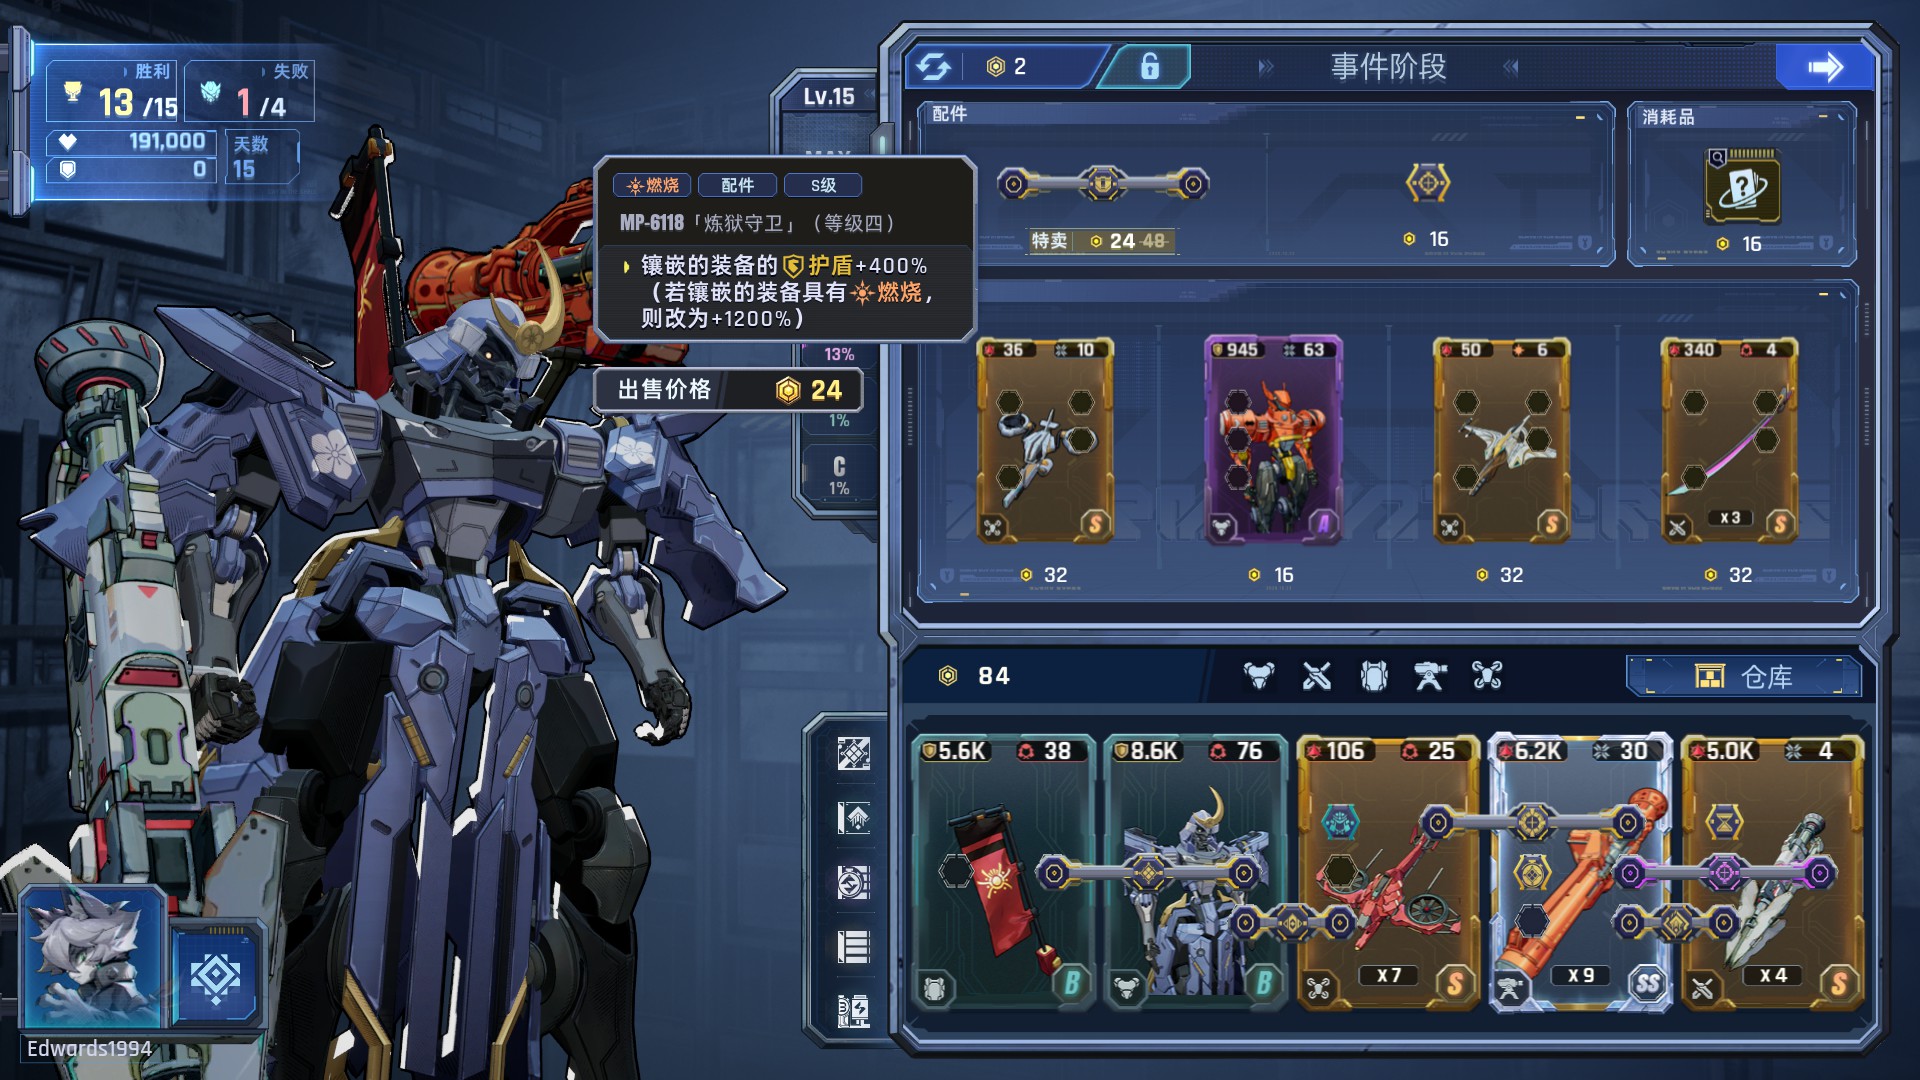 胜利
13 /15
失败
1 /4
191,000
0
天数
15
Lv.15
燃烧
配件
S级
MP-6118「炼狱守卫」（等级四）
镶嵌的装备的护盾+400%
（若镶嵌的装备具有燃烧，
则改为+1200%）
出售价格
24
13%
1%
C
1%
2
事件阶段
配件
特卖
24 48
16
消耗品
16
36 10
S
32
945 63
A
16
50 6
S
32
340 4
x3
S
32
84
仓库
5.6K 38
B
8.6K 76
B
106 25
x7
S
6.2K 30
x9
SS
5.0K 4
x4
S
Edwards1994